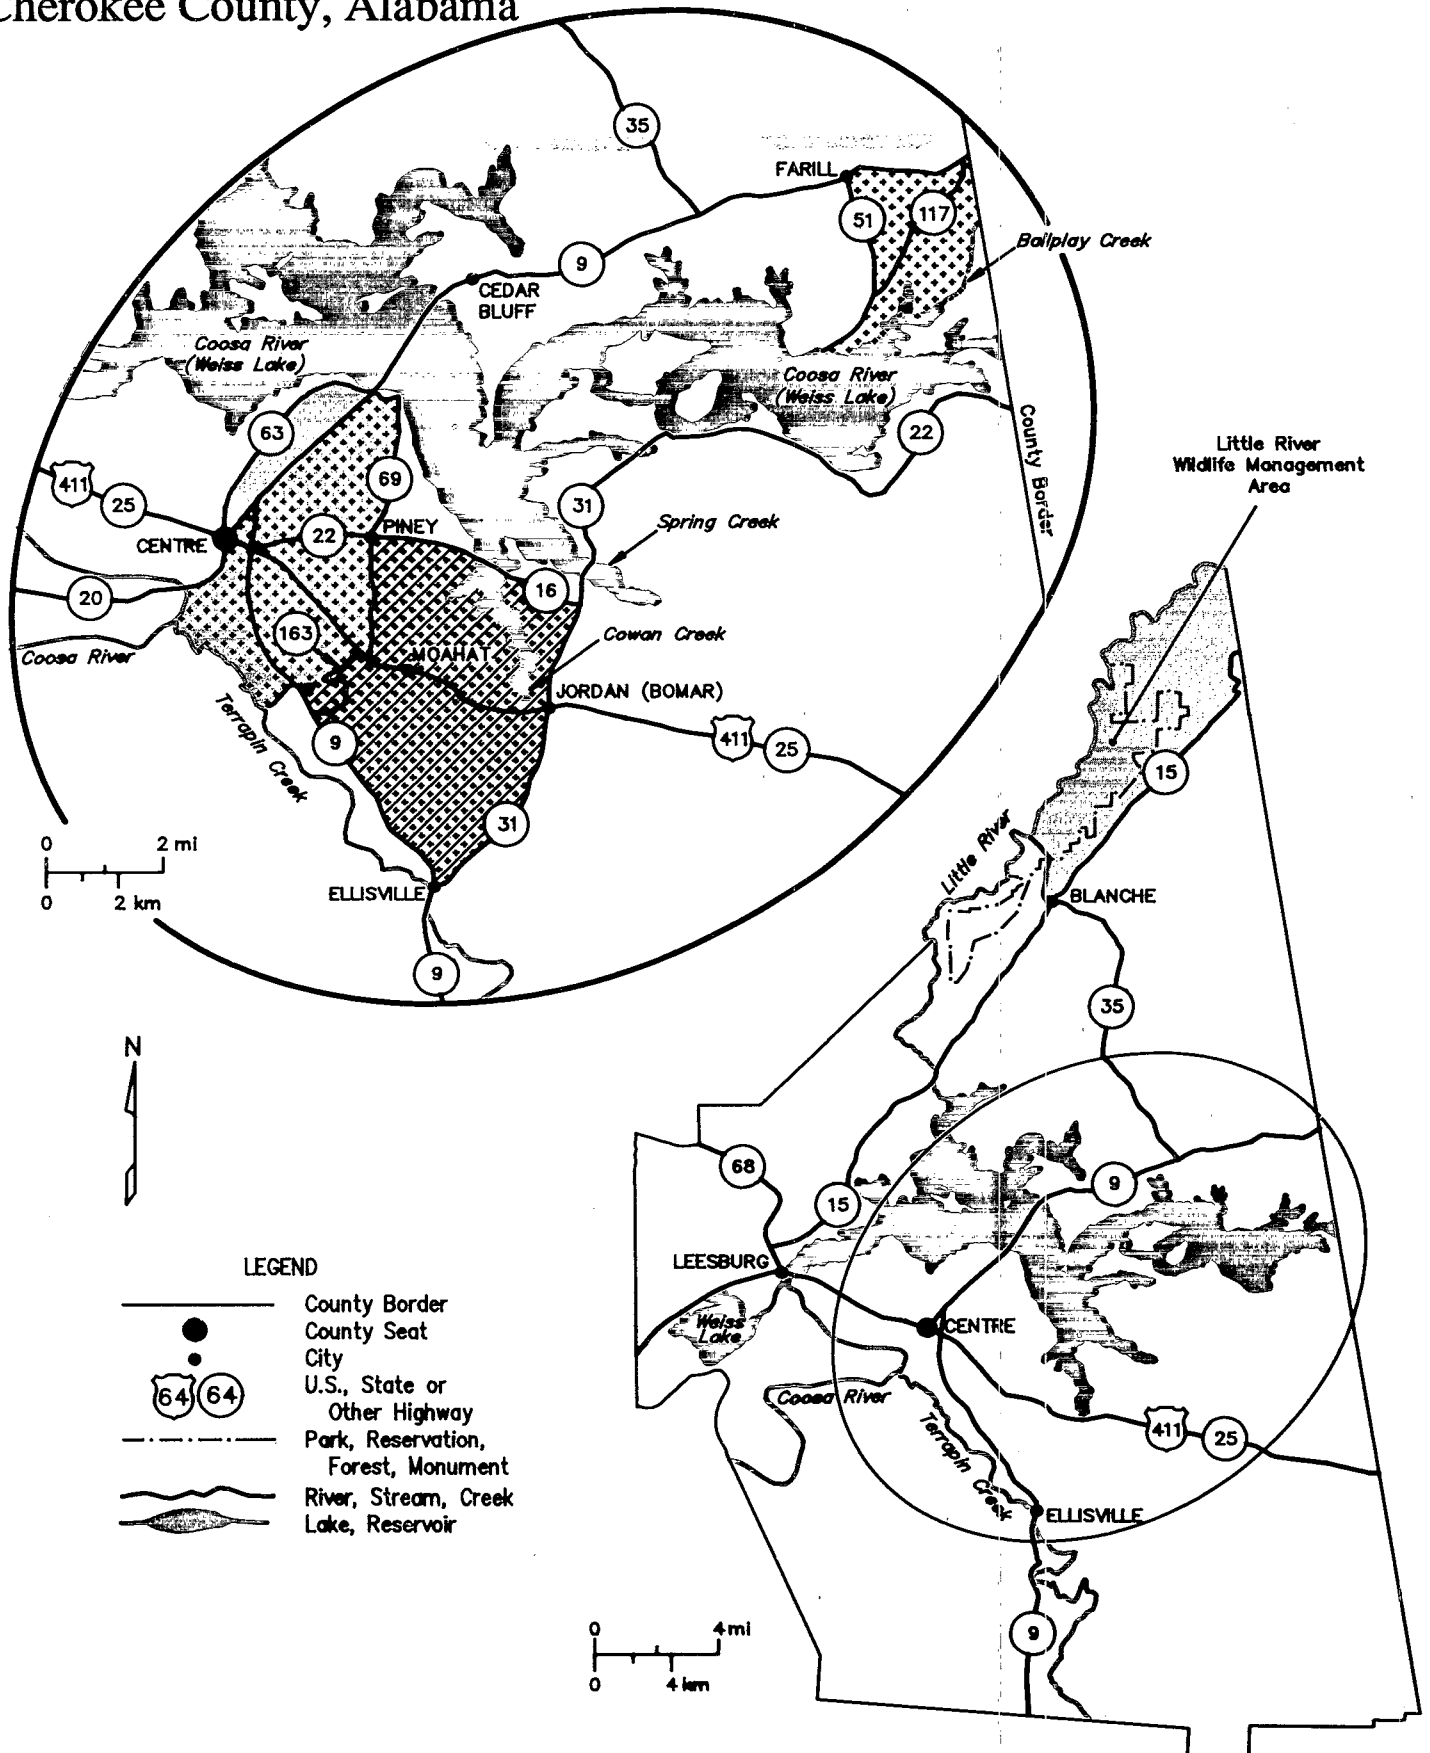 Cherokee County, Alabama
35
FARILL
51
117
Ballplay Creek
9
CEDAR
BLUFF
Coosa River
(Weiss Lake)
Coosa River
(Weiss Lake)
63
22
County Border
411
25
69
31
Spring Creek
CENTRE
22
PINEY
20
16
163
Cowan Creek
MOAHAT
Coosa River
JORDAN (BOMAR)
Terrapin Creek
9
411
25
31
0 2 mi
0 2 km
ELLISVILLE
9
Little River
Wildlife Management
Area
15
Little River
BLANCHE
35
N
68
15
9
LEESBURG
Weiss
Lake
CENTRE
Coosa River
Terrapin Creek
411
25
ELLISVILLE
9
LEGEND
County Border
County Seat
City
64 64 U.S., State or
Other Highway
Park, Reservation,
Forest, Monument
River, Stream, Creek
Lake, Reservoir
0 4 mi
0 4 km